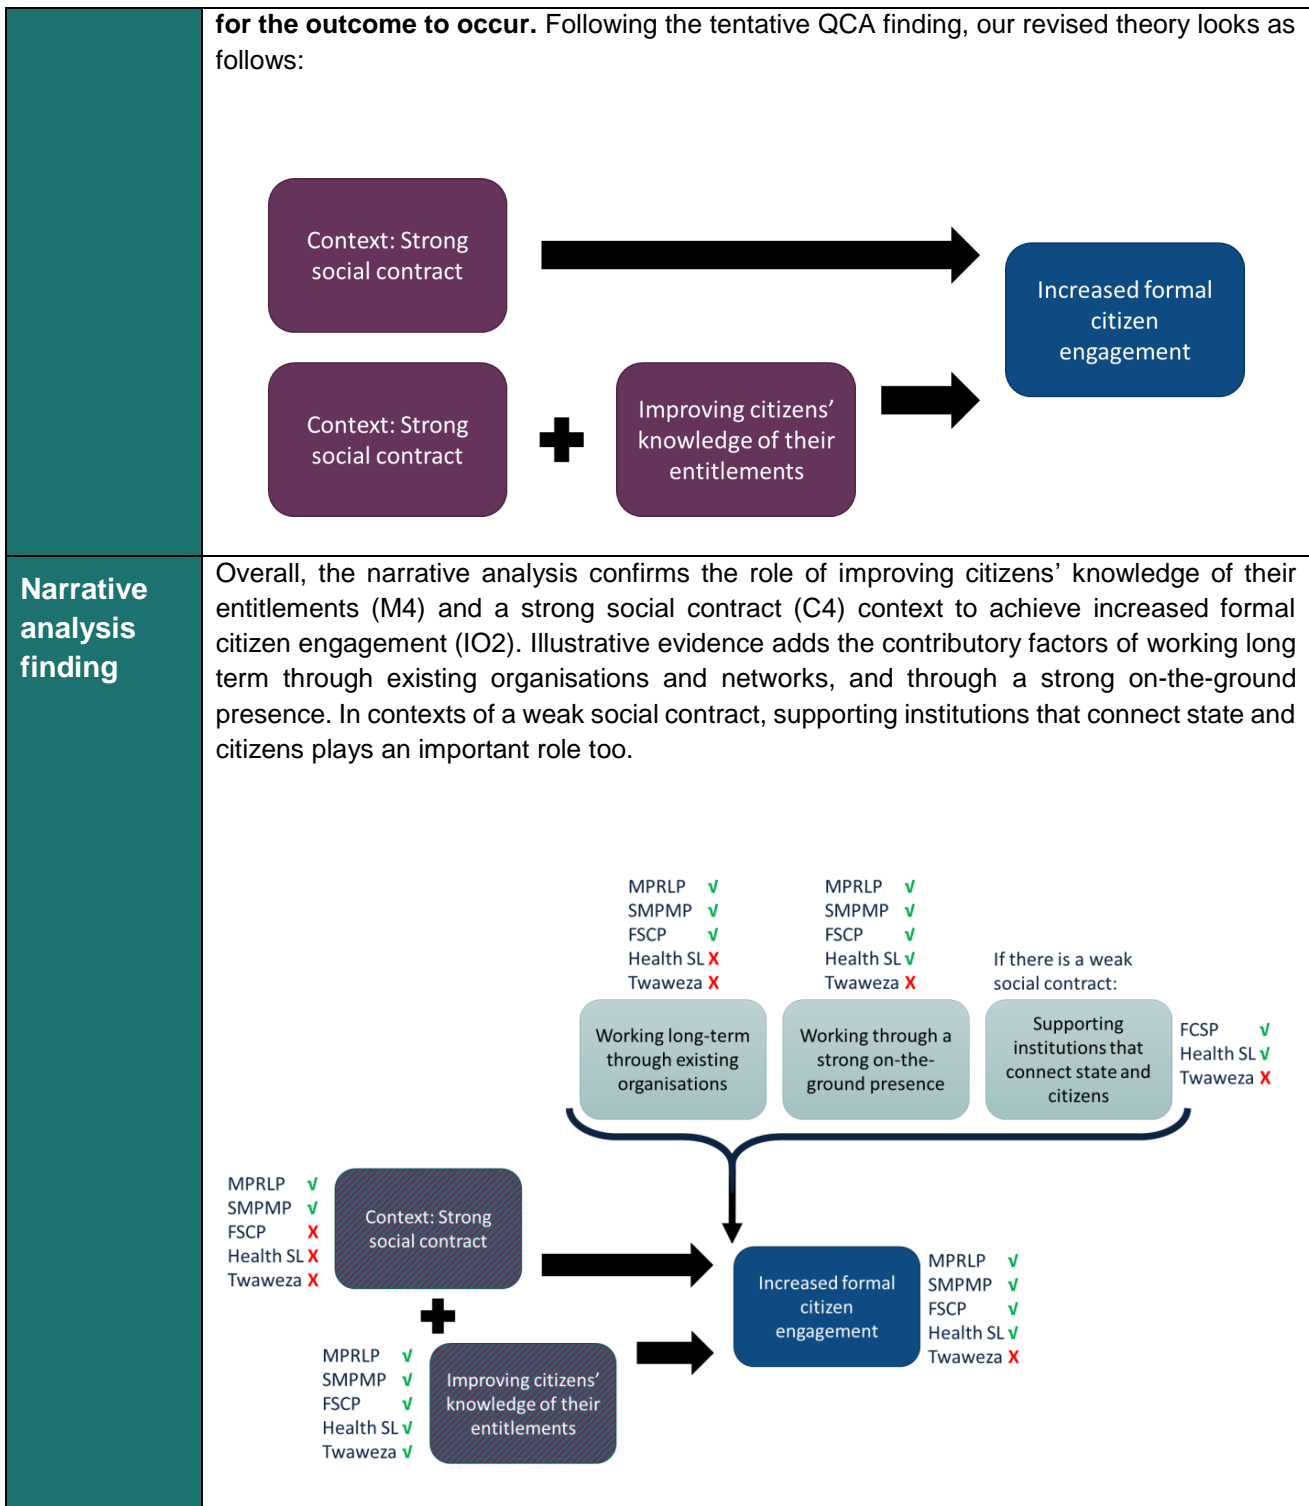 for the outcome to occur. Following the tentative QCA finding, our revised theory looks as
follows:
Context: Strong
social contract
Increased formal
citizen
engagement
Context: Strong
social contract
Improving citizens'
knowledge of their
entitlements
Narrative
analysis
finding
Overall, the narrative analysis confirms the role of improving citizens' knowledge of their
entitlements (M4) and a strong social contract (C4) context to achieve increased formal
citizen engagement (IO2). Illustrative evidence adds the contributory factors of working long
term through existing organisations and networks, and through a strong on-the-ground
presence. In contexts of a weak social contract, supporting institutions that connect state and
citizens plays an important role too.
MPRLP √
SMPMP √
FSCP √
Health SL X
Twaweza X
MPRLP √
SMPMP √
FSCP √
Health SL √
Twaweza X
If there is a weak
social contract:
Working long-term
through existing
organisations
Working through a
strong on-the-
ground presence
Supporting
institutions that
connect state and
citizens
FCSP √
Health SL √
Twaweza X
MPRLP √
SMPMP √
FSCP X
Health SL X
Twaweza X
Context: Strong
social contract
Increased formal
citizen
engagement
MPRLP √
SMPMP √
FSCP √
Health SL √
Twaweza X
MPRLP √
SMPMP √
FSCP √
Health SL √
Twaweza √
Improving citizens'
knowledge of their
entitlements